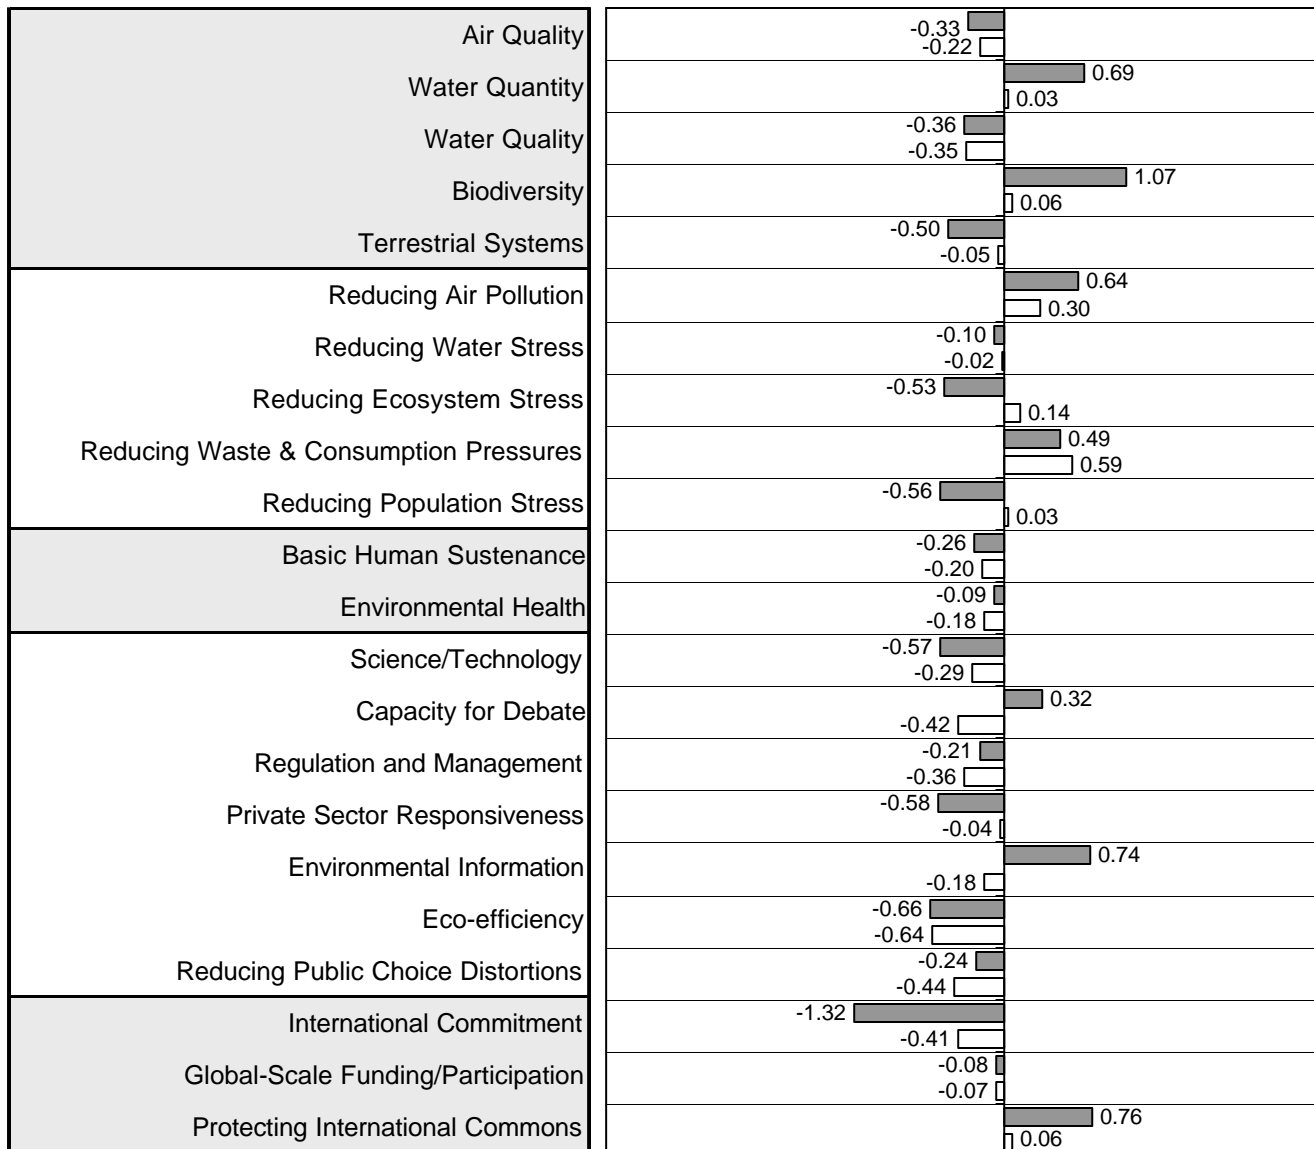 Air Quality
-0.33
-0.22
Water Quantity
0.69
0.03
Water Quality
-0.36
-0.35
Biodiversity
1.07
0.06
Terrestrial Systems
-0.50
-0.05
Reducing Air Pollution
0.64
0.30
Reducing Water Stress
-0.10
-0.02
Reducing Ecosystem Stress
-0.53
0.14
Reducing Waste & Consumption Pressures
0.49
0.59
Reducing Population Stress
-0.56
0.03
Basic Human Sustenance
-0.26
-0.20
Environmental Health
-0.09
-0.18
Science/Technology
-0.57
-0.29
Capacity for Debate
0.32
-0.42
Regulation and Management
-0.21
-0.36
Private Sector Responsiveness
-0.58
-0.04
Environmental Information
0.74
-0.18
Eco-efficiency
-0.66
-0.64
Reducing Public Choice Distortions
-0.24
-0.44
International Commitment
-1.32
-0.41
Global-Scale Funding/Participation
-0.08
-0.07
Protecting International Commons
0.76
0.06